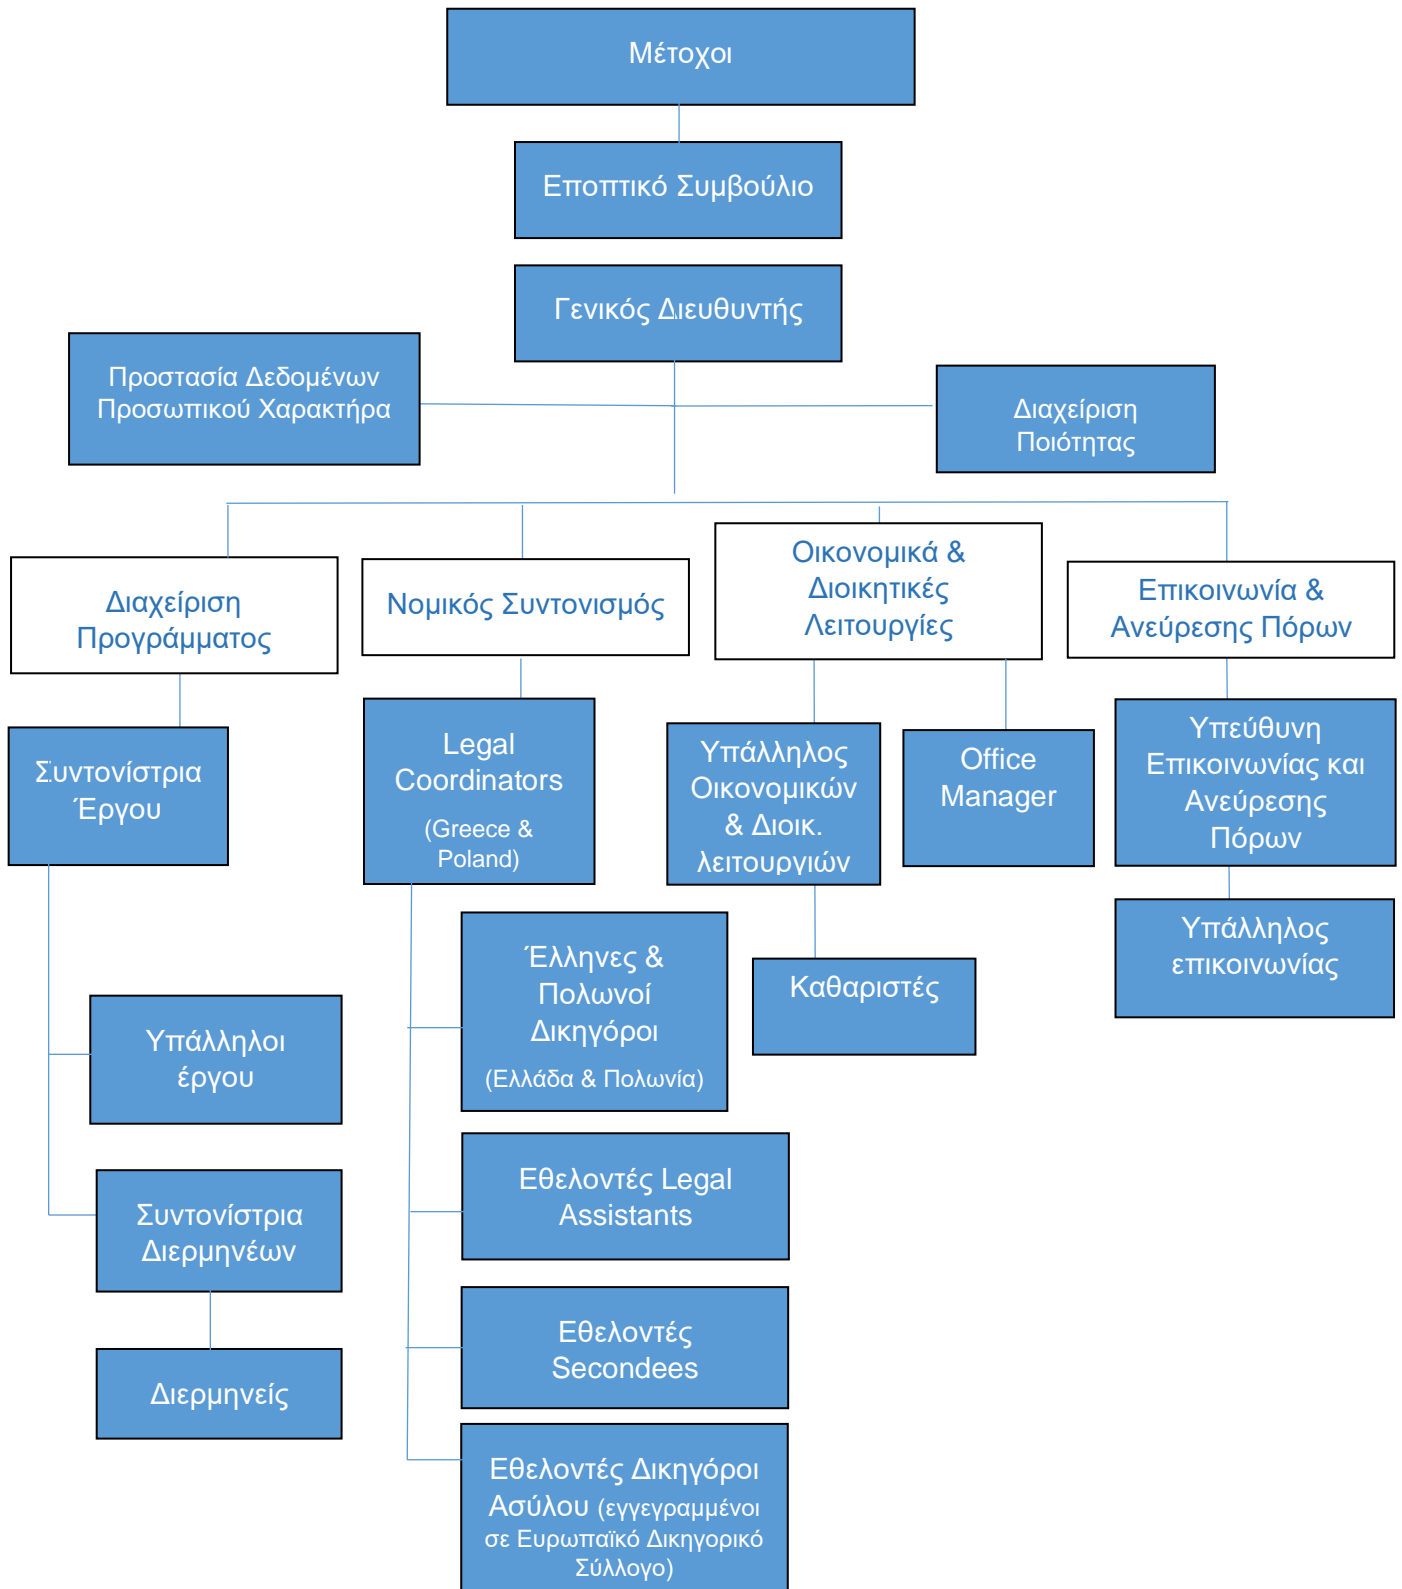 Μέτοχοι
Εποπτικό Συμβούλιο
Γενικός Διευθυντής
Προστασία Δεδομένων
Προσωπικού Χαρακτήρα
Διαχείριση
Ποιότητας
Διαχείριση
Προγράμματος
Νομικός Συντονισμός
Οικονομικά &
Διοικητικές
Λειτουργίες
Επικοινωνία &
Ανεύρεσης Πόρων
Συντονίστρια
Έργου
Legal
Coordinators
(Greece &
Poland)
Υπάλληλος
Οικονομικών
& Διοικ.
λειτουργιών
Office
Manager
Υπεύθυνη
Επικοινωνίας και
Ανεύρεσης
Πόρων
Έλληνες &
Πολωνοί
Δικηγόροι
(Ελλάδα & Πολωνία)
Καθαριστές
Υπάλληλος
επικοινωνίας
Υπάλληλοι
έργου
Εθελοντές Legal
Assistants
Συντονίστρια
Διερμηνέων
Εθελοντές
Secondees
Διερμηνείς
Εθελοντές Δικηγόροι
Ασύλου (εγγεγραμμένοι
σε Ευρωπαϊκό Δικηγορικό
Σύλλογο)